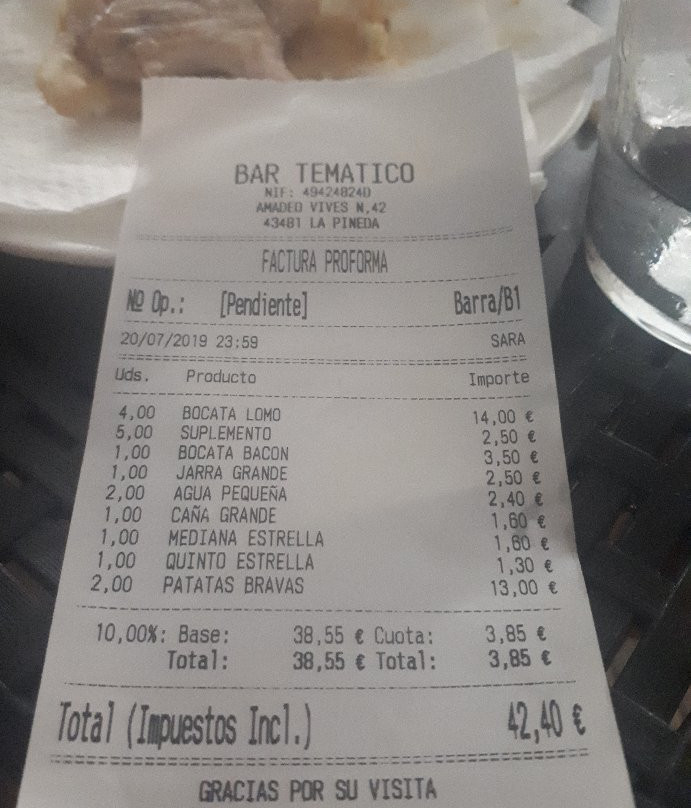 BAR TEMATICO
NIF: 49424824D
AMADEO VIVES N,42
43481 LA PINEDA
FACTURA PROFORMA
Nº Op.: [Pendiente] Barra/B1
20/07/2019 23:59 SARA
Uds. Producto Importe
4,00 BOCATA LOMO 14,00 €
5,00 SUPLEMENTO 2,50 €
1,00 BOCATA BACON 3,50 €
1,00 JARRA GRANDE 2,50 €
2,00 AGUA PEQUEÑA 2,40 €
1,00 CAÑA GRANDE 1,60 €
1,00 MEDIANA ESTRELLA 1,60 €
1,00 QUINTO ESTRELLA 1,30 €
2,00 PATATAS BRAVAS 13,00 €
10,00%: Base: 38,55 € Cuota: 3,85 €
Total: 38,55 € Total: 3,85 €
Total (Impuestos Incl.) 42,40 €
GRACIAS POR SU VISITA